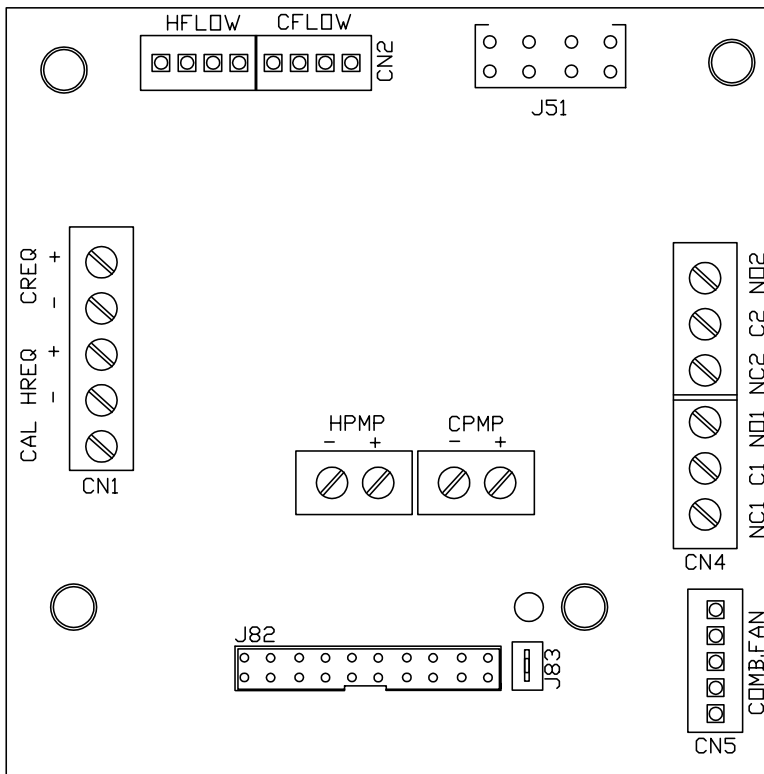 HFLOW CFLOW
CN2
J51
CREQ + -
HREQ + -
CAL
CN1
NO2
C2
NC2
NO1
C1
NC1
CN4
HPMP CPMP
- + - +
J82
J83
COMB.FAN
CN5